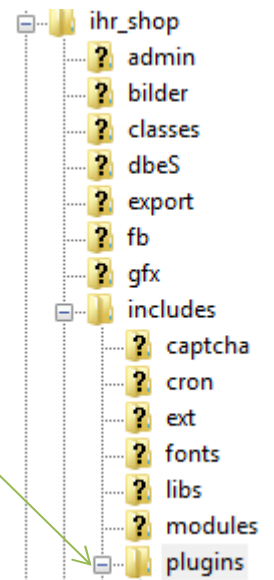 ihr_shop
admin
bilder
classes
dbeS
export
fb
gfx
includes
captcha
cron
ext
fonts
libs
modules
plugins